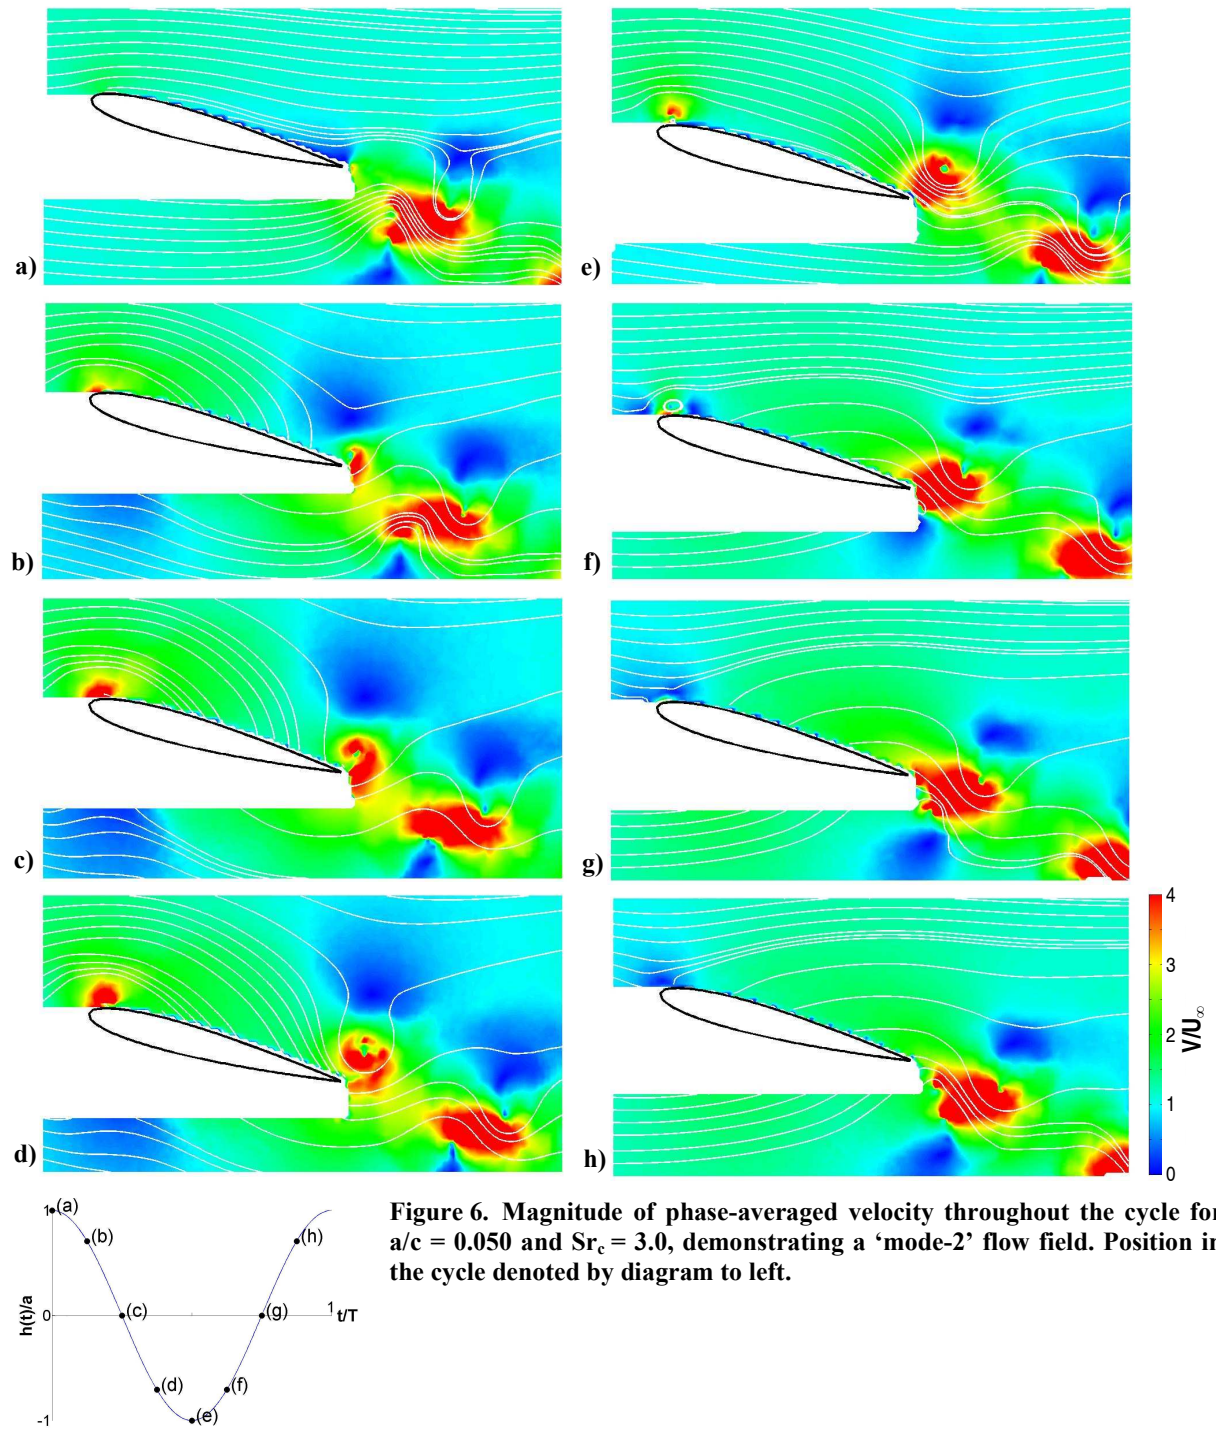 a)
e)
b)
f)
c)
g)
d)
h)
4
3
2
1
0
V/U∞
1
(a)
(b)
(h)
0
(c)
(g)
1
t/T
h(t)/a
(d)
(f)
-1
(e)
Figure 6. Magnitude of phase-averaged velocity throughout the cycle for
a/c = 0.050 and Src = 3.0, demonstrating a ‘mode-2’ flow field. Position in
the cycle denoted by diagram to left.